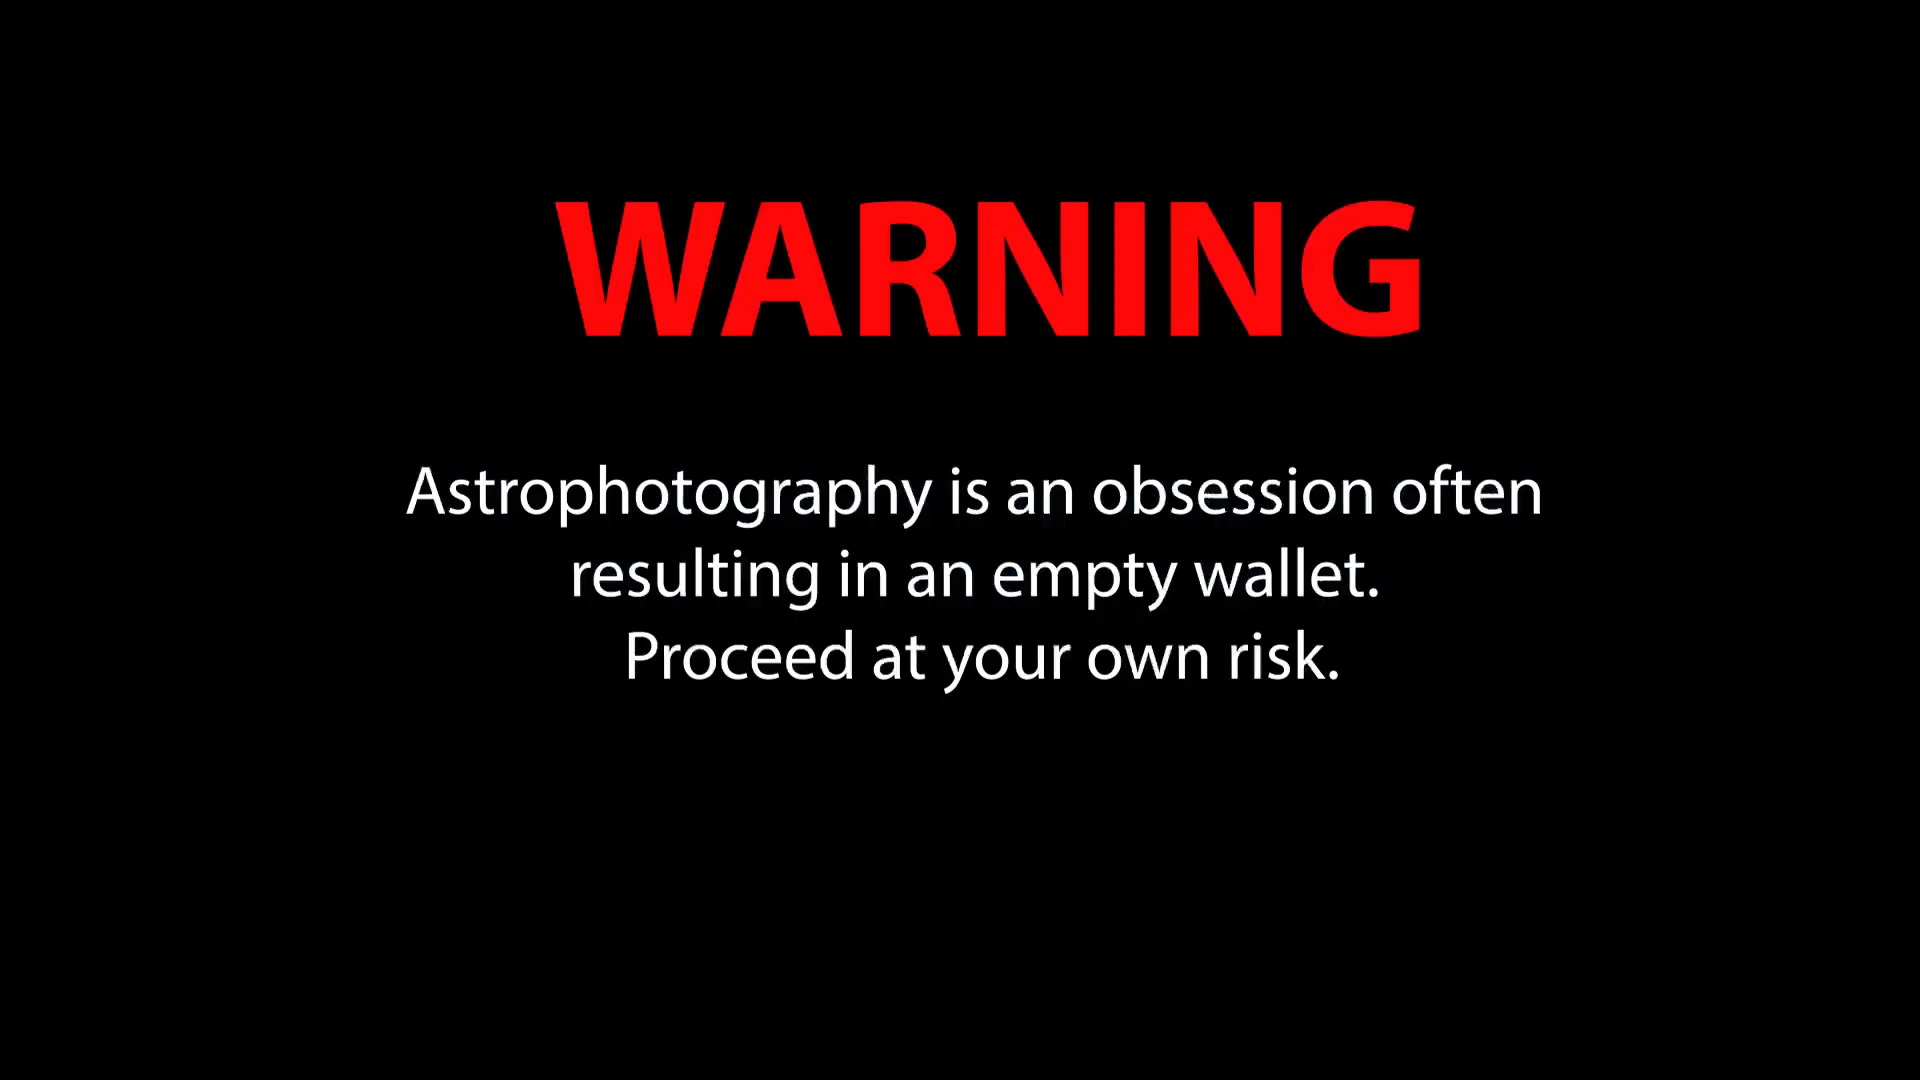 WARNING
Astrophotography is an obsession often
resulting in an empty wallet.
Proceed at your own risk.